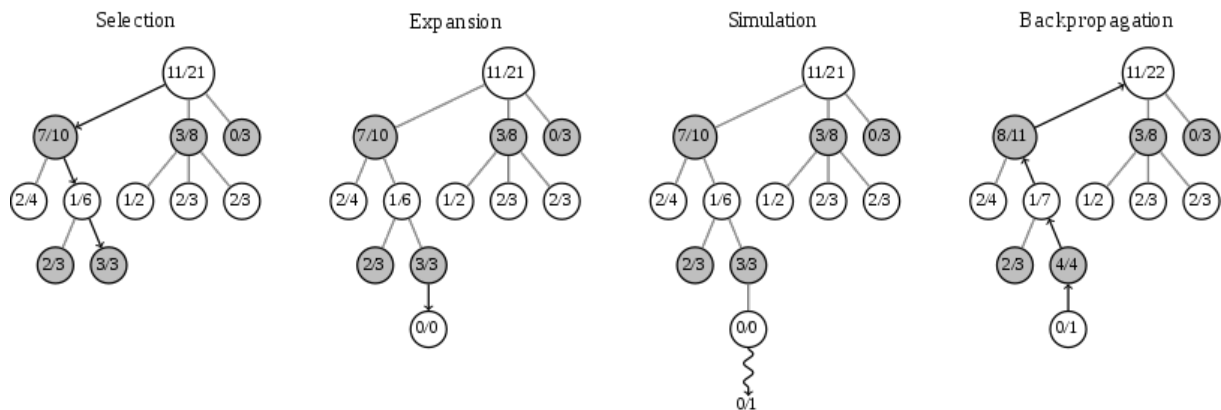 Selection Expansion Simulation Backpropagation
11/21 11/21 11/21 11/22
7/10 3/8 0/3 7/10 3/8 0/3 7/10 3/8 0/3 8/11 3/8 0/3
2/4 1/6 1/2 2/3 2/3 2/4 1/6 1/2 2/3 2/3 2/4 1/6 1/2 2/3 2/3 2/4 1/7 1/2 2/3 2/3
2/3 3/3 2/3 3/3 2/3 3/3 2/3 4/4
0/0 0/0 0/1
0/1